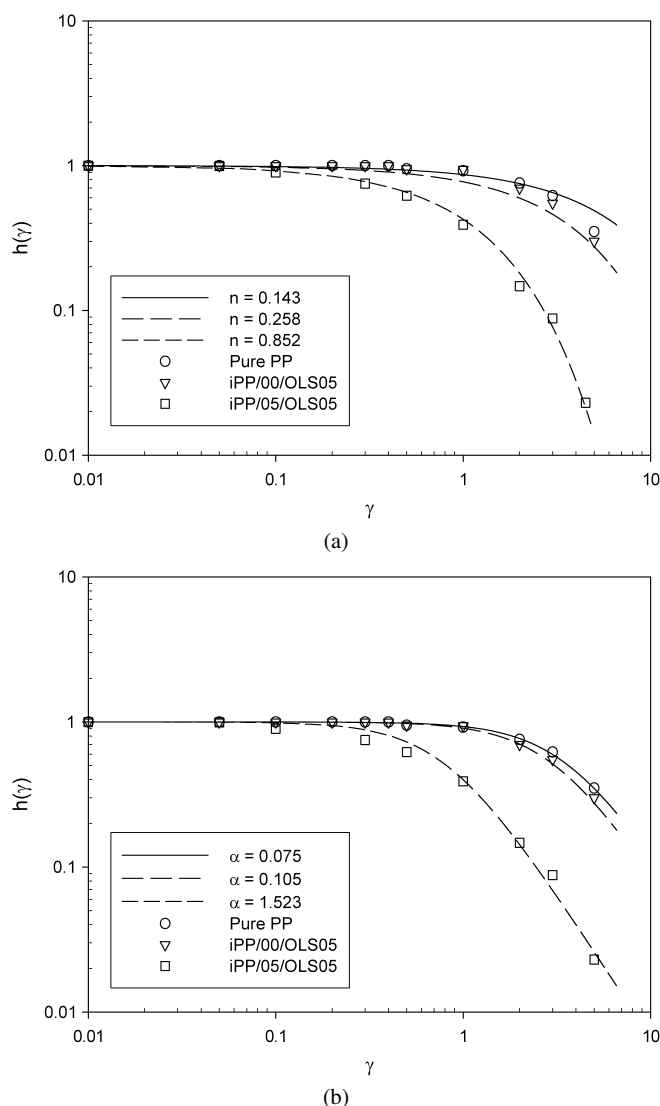 10
1
0.1
0.01
h(γ)
n = 0.143
n = 0.258
n = 0.852
Pure PP
iPP/00/OLS05
iPP/05/OLS05
0.01 0.1 1 10
γ
(a)
10
1
0.1
0.01
h(γ)
α = 0.075
α = 0.105
α = 1.523
Pure PP
iPP/00/OLS05
iPP/05/OLS05
0.01 0.1 1 10
γ
(b)